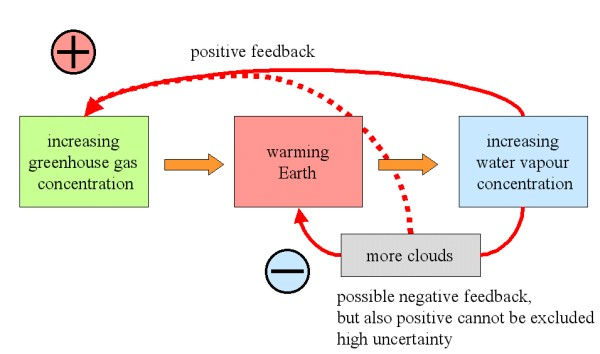 positive feedback
increasing
greenhouse gas
concentration
warming
Earth
increasing
water vapour
concentration
more clouds
possible negative feedback,
but also positive cannot be excluded
high uncertainty